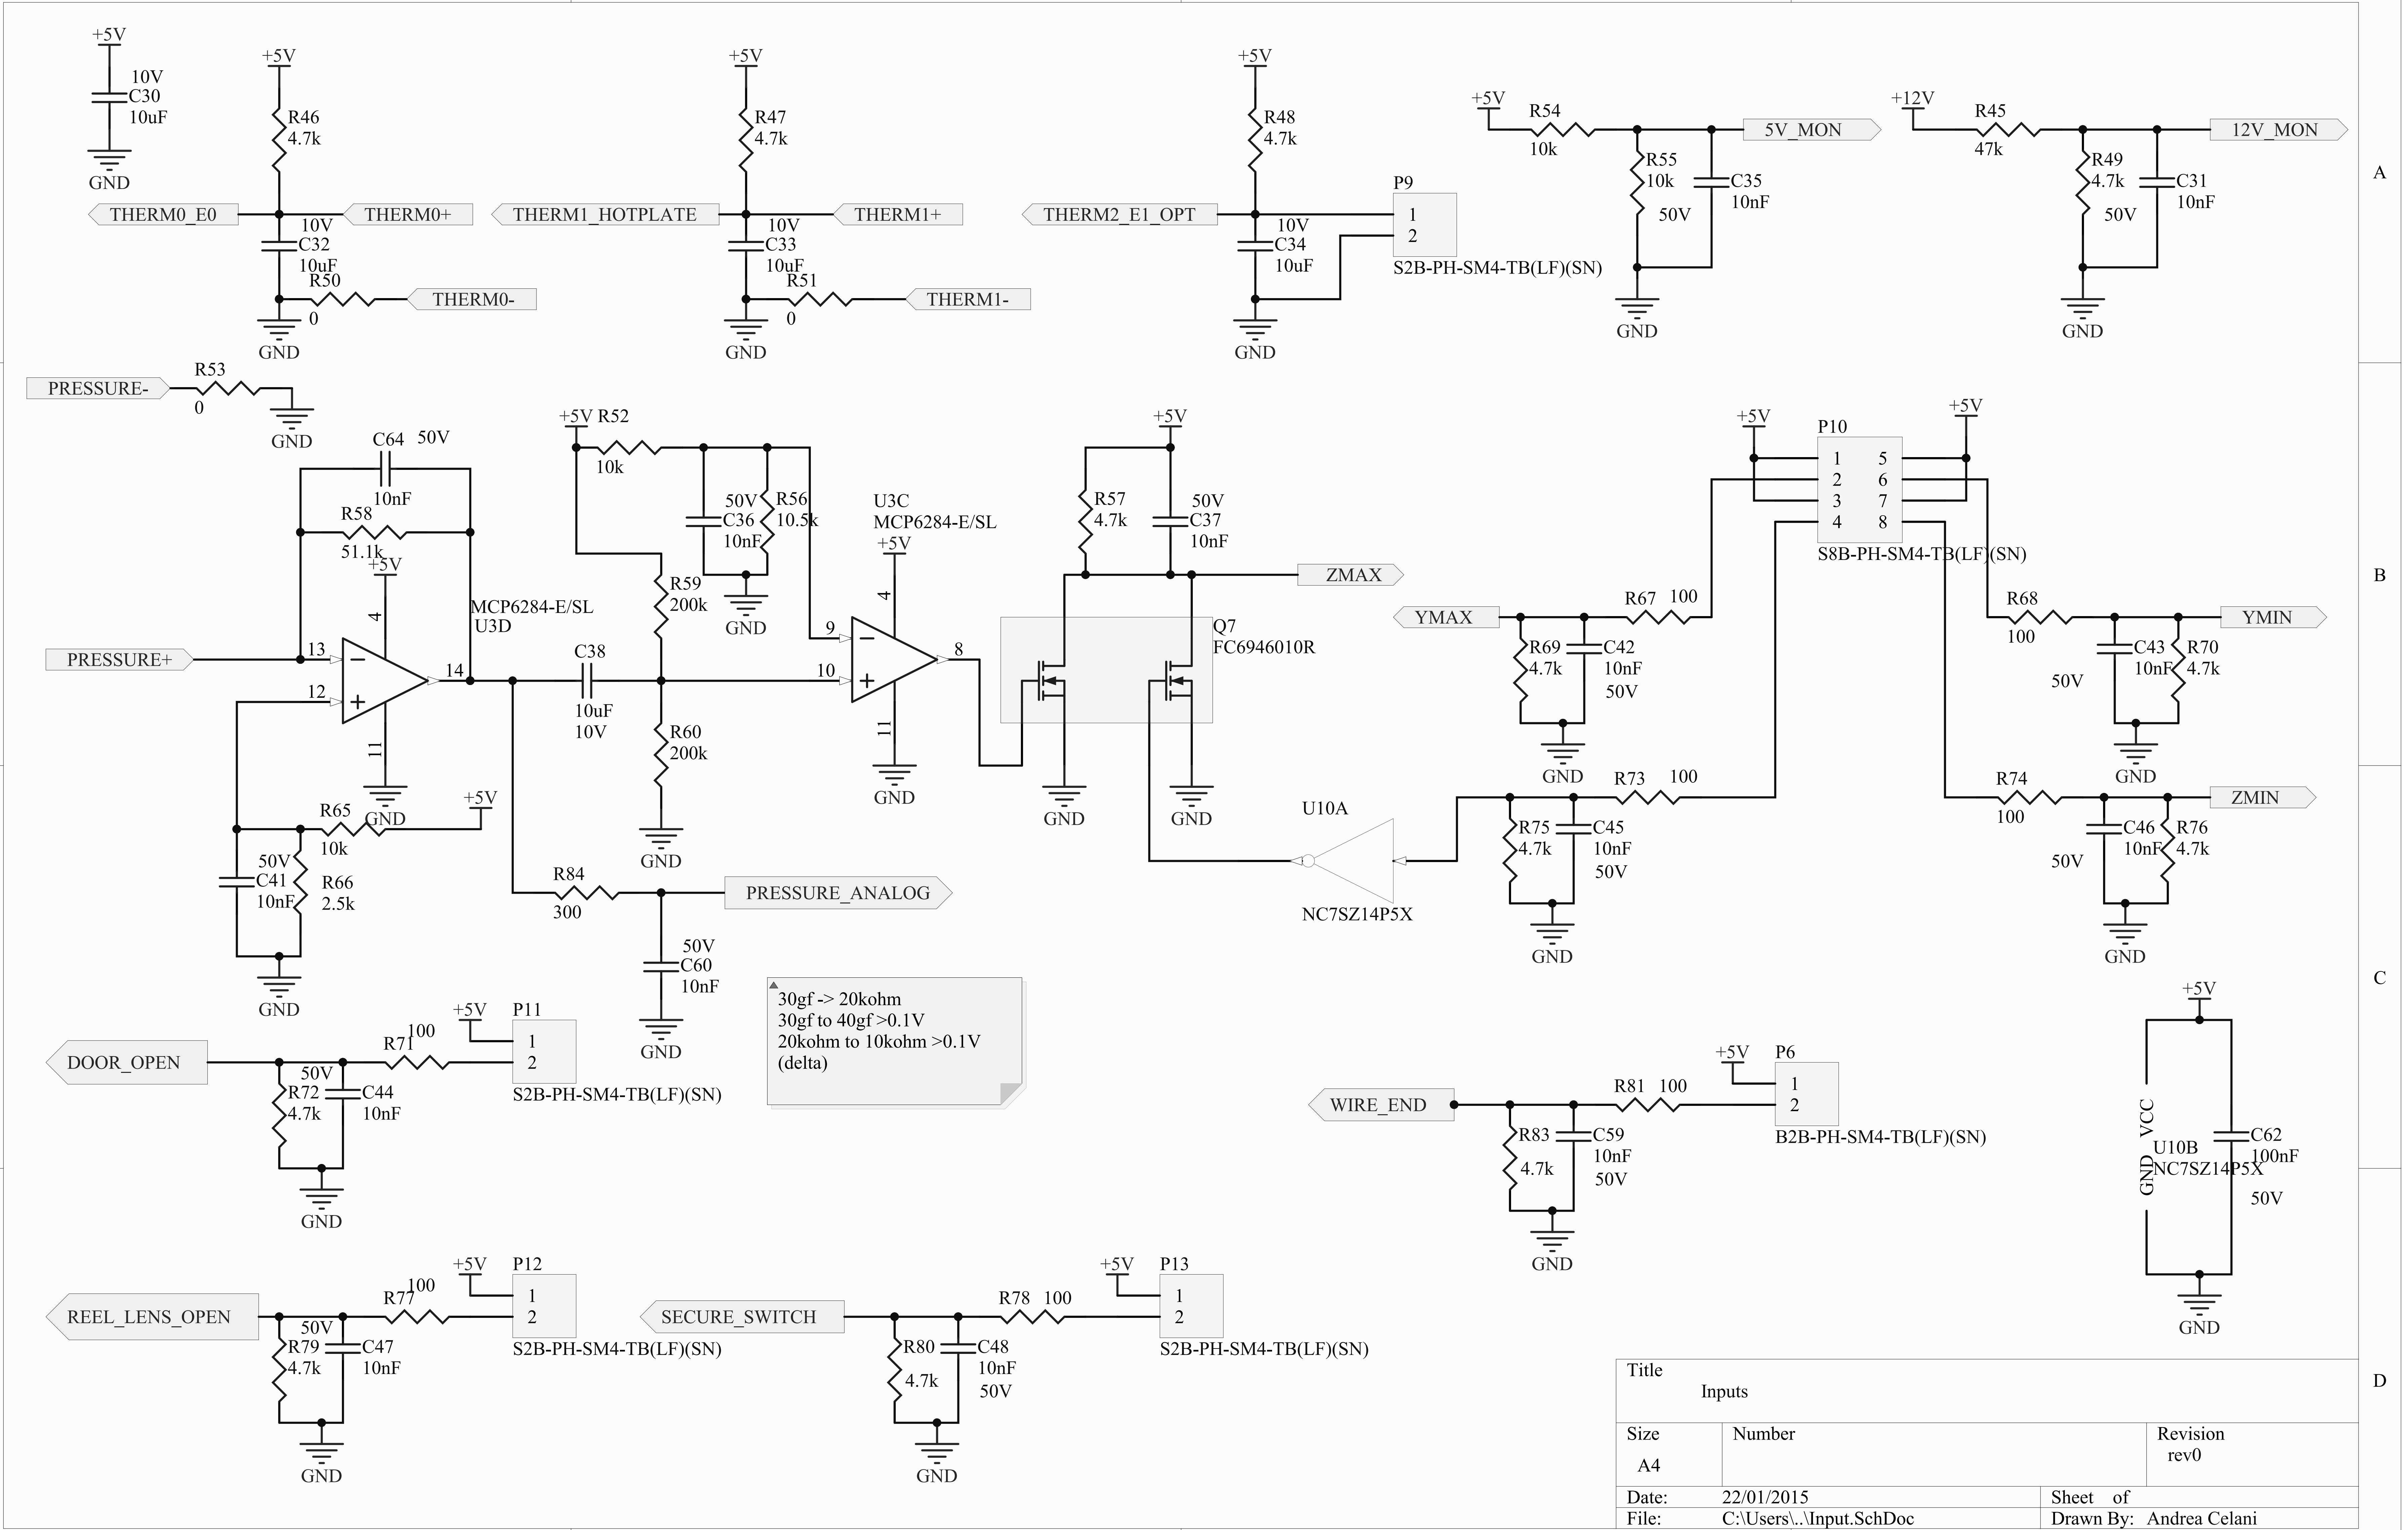 +5V
10V
C30
10uF
GND
+5V
R46
4.7k
THERM0_E0
THERM0+
10V
C32
10uF
R50
0
THERM0-
GND
+5V
R47
4.7k
THERM1_HOTPLATE
THERM1+
10V
C33
10uF
R51
0
THERM1-
GND
+5V
R48
4.7k
THERM2_E1_OPT
10V
C34
10uF
GND
P9
1
2
S2B-PH-SM4-TB(LF)(SN)
+5V
R54
10k
5V_MON
R55
10k
50V
C35
10nF
GND
+12V
R45
47k
12V_MON
R49
4.7k
50V
C31
10nF
GND
A
PRESSURE-
R53
0
GND
C64 50V
10nF
R58
51.1k
+5V
4
MCP6284-E/SL
U3D
PRESSURE+
13
12
14
11
GND
R65
10k
+5V
50V
C41
10nF
R66
2.5k
GND
+5V R52
10k
50V
C36
10nF
R56
10.5k
GND
R59
200k
C38
10uF
10V
R60
200k
GND
U3C
MCP6284-E/SL
+5V
4
9
10
8
11
GND
+5V
R57
4.7k
50V
C37
10nF
ZMAX
Q7
FC6946010R
GND
GND
R84
300
PRESSURE_ANALOG
50V
C60
10nF
GND
U10A
NC7SZ14P5X
+5V
+5V
P10
1 5
2 6
3 7
4 8
S8B-PH-SM4-TB(LF)(SN)
YMAX
R67 100
R69
4.7k
C42
10nF
50V
GND
R68
100
YMIN
C43
10nF
50V
R70
4.7k
GND
B
R73 100
R75
4.7k
C45
10nF
50V
GND
R74
100
ZMIN
C46
10nF
50V
R76
4.7k
GND
C
30gf -> 20kohm
30gf to 40gf >0.1V
20kohm to 10kohm >0.1V
(delta)
DOOR_OPEN
R71
100
+5V
P11
1
2
S2B-PH-SM4-TB(LF)(SN)
50V
R72
4.7k
C44
10nF
GND
WIRE_END
R81 100
+5V
P6
1
2
B2B-PH-SM4-TB(LF)(SN)
R83
4.7k
C59
10nF
50V
GND
+5V
VCC
GND
U10B
NC7SZ14P5X
C62
100nF
50V
GND
REEL_LENS_OPEN
R77
100
+5V
P12
1
2
S2B-PH-SM4-TB(LF)(SN)
50V
R79
4.7k
C47
10nF
GND
SECURE_SWITCH
R78 100
+5V
P13
1
2
S2B-PH-SM4-TB(LF)(SN)
R80
4.7k
C48
10nF
50V
GND
D
Title
Inputs
Size
A4
Number
Revision
rev0
Date: 22/01/2015
Sheet of
File: C:\Users\..\Input.SchDoc
Drawn By: Andrea Celani